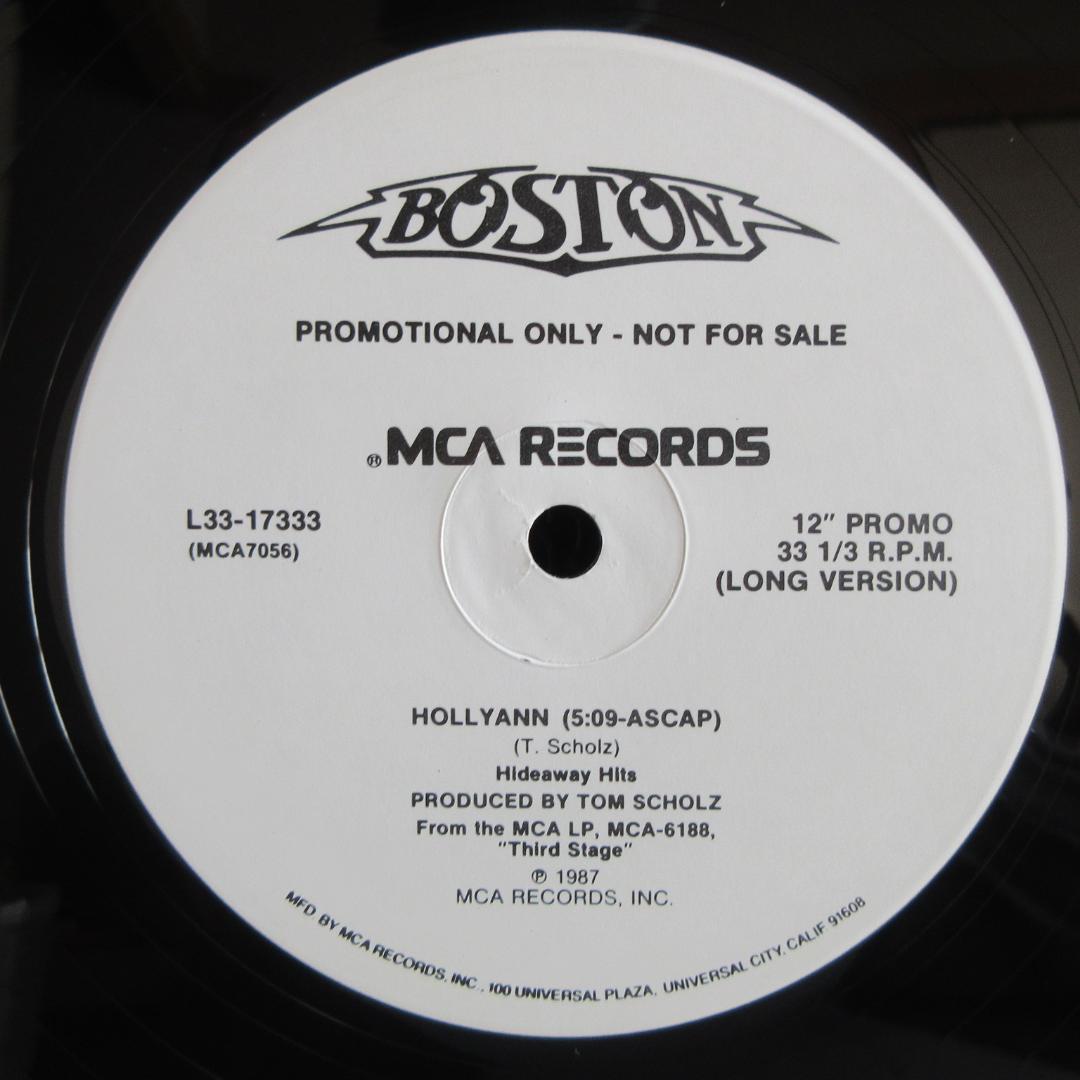 BOSTON
PROMOTIONAL ONLY - NOT FOR SALE
® MCA RECORDS
L33-17333
(MCA7056)
12" PROMO
33 1/3 R.P.M.
(LONG VERSION)
HOLLYANN (5:09-ASCAP)
(T. Scholz)
Hideaway Hits
PRODUCED BY TOM SCHOLZ
From the MCA LP, MCA-6188,
"Third Stage"
℗ 1987
MCA RECORDS, INC.
MFD BY MCA RECORDS, INC., 100 UNIVERSAL PLAZA, UNIVERSAL CITY, CALIF 91608